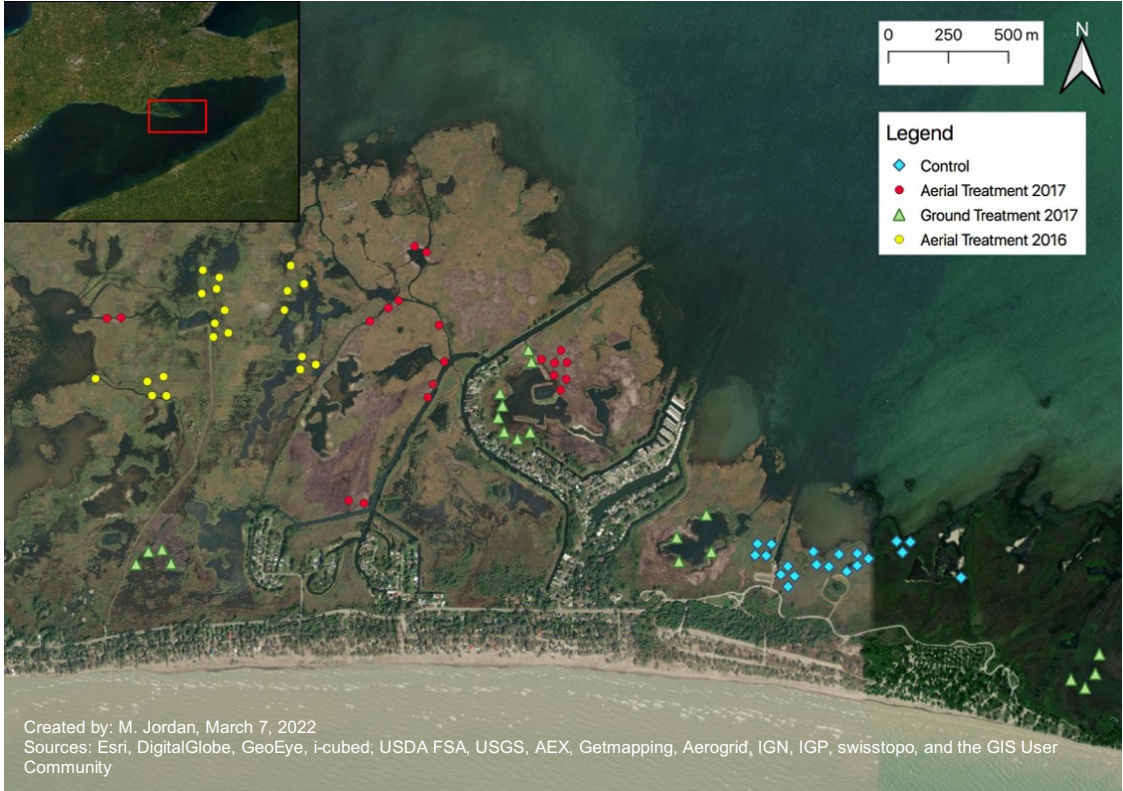 0 250 500 m
N
Legend
Control
Aerial Treatment 2017
Ground Treatment 2017
Aerial Treatment 2016
Created by: M. Jordan, March 7, 2022
Sources: Esri, DigitalGlobe, GeoEye, i-cubed, USDA FSA, USGS, AEX, Getmapping, Aerogrid, IGN, IGP, swisstopo, and the GIS User
Community